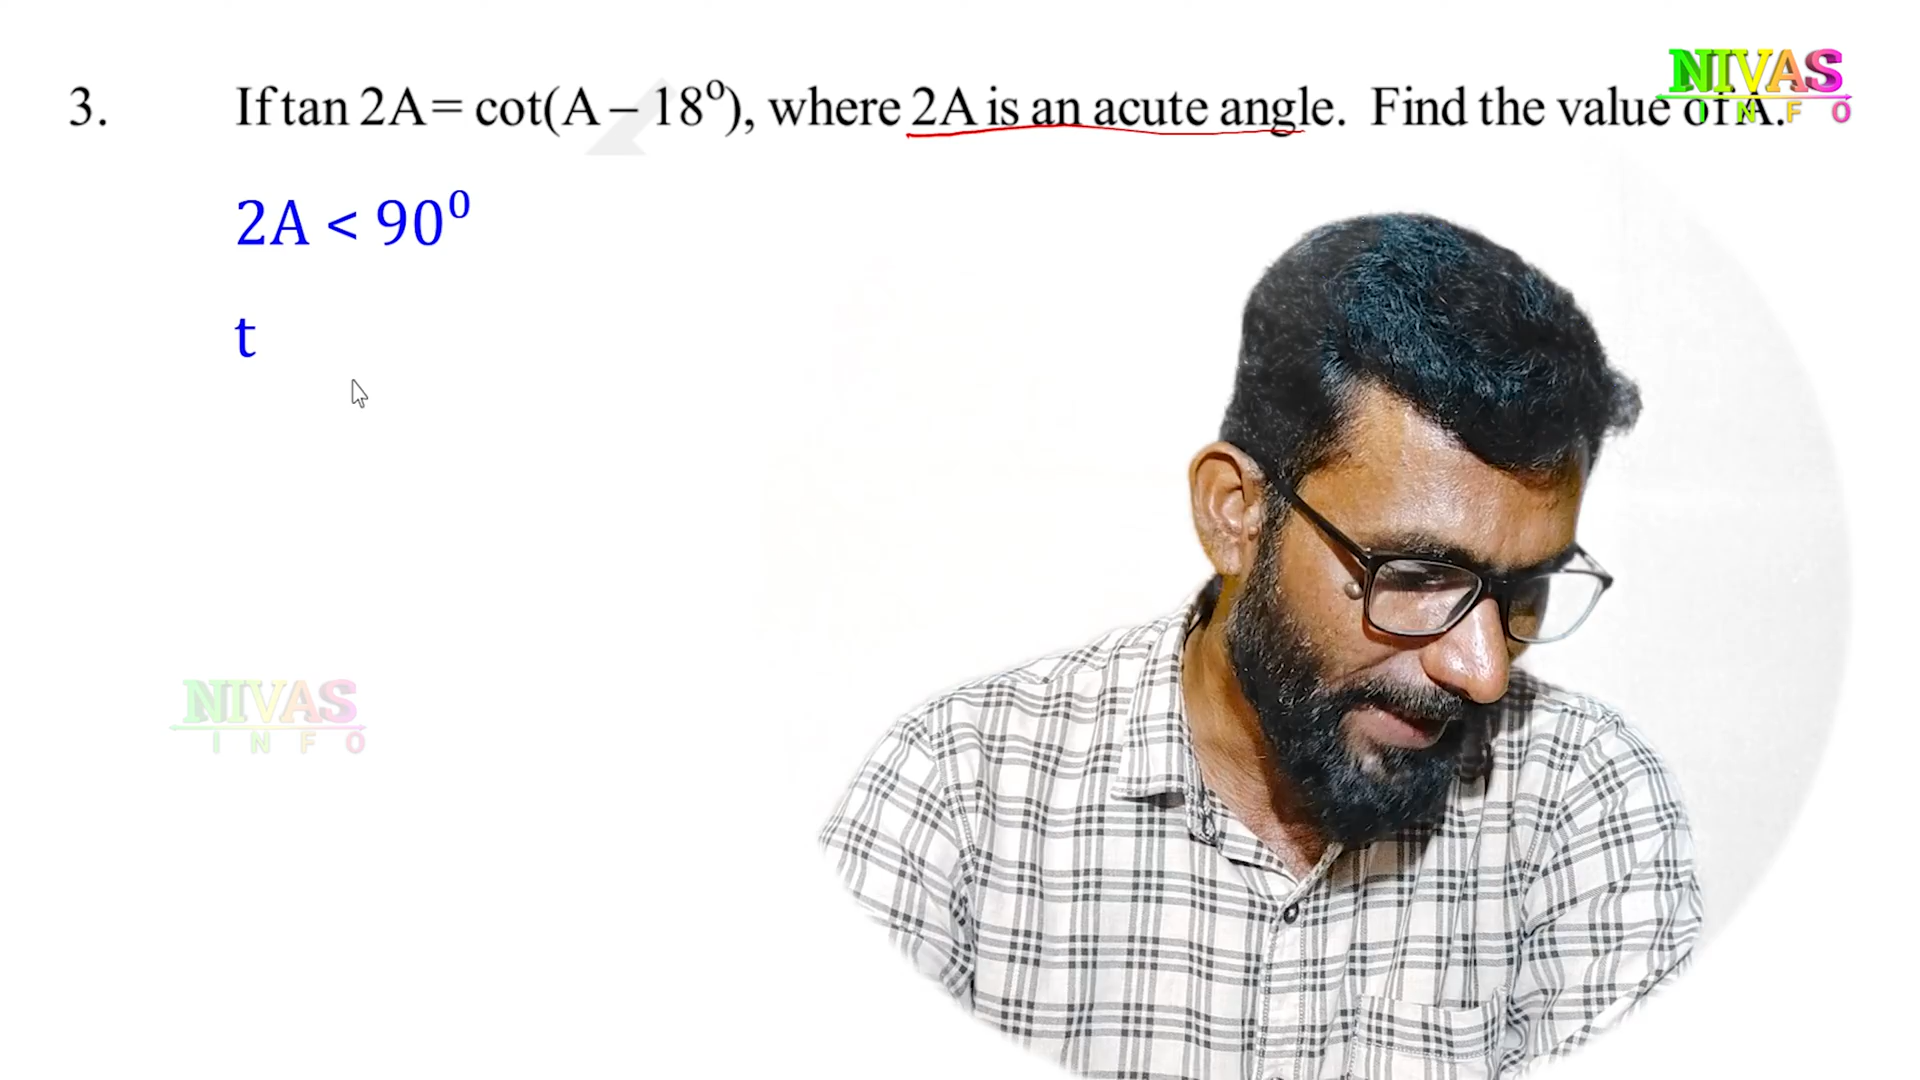 NIVAS
INFO
3. If tan 2A = cot(A – 18⁰), where 2A is an acute angle. Find the value of A.
2A < 90⁰
t
NIVAS
INFO